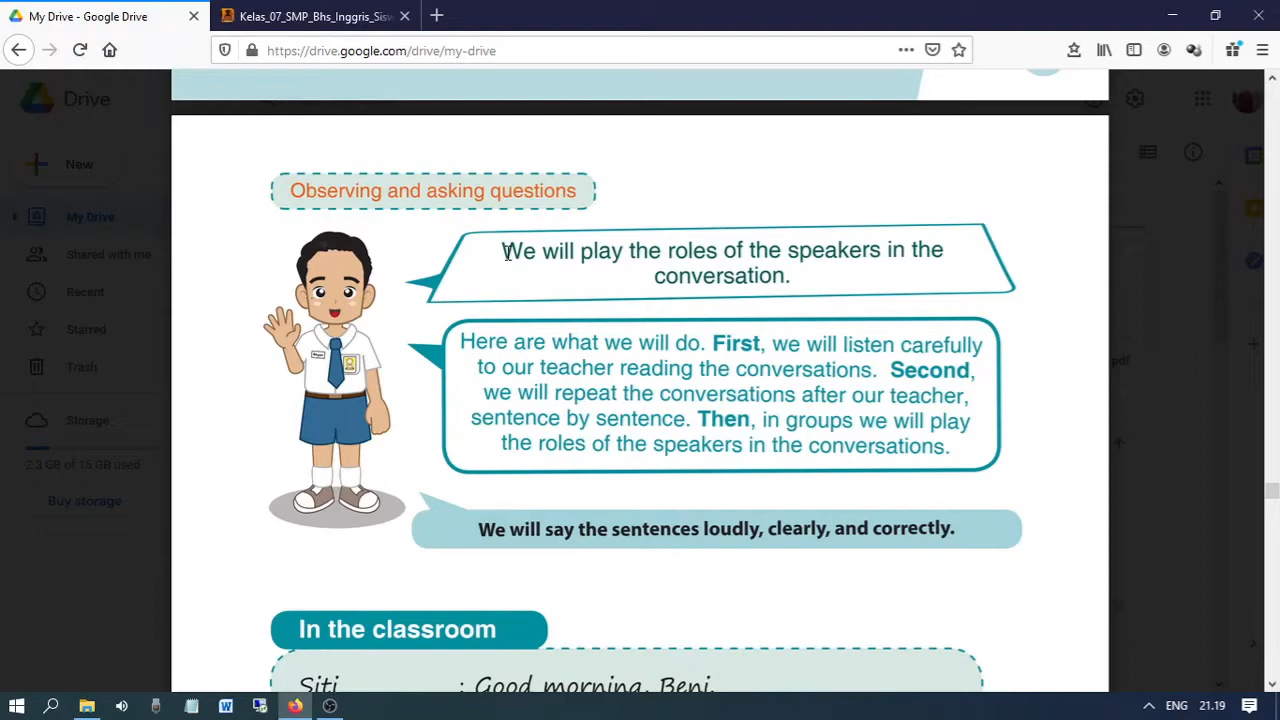 My Drive - Google Drive
Kelas_07_SMP_Bhs_Inggris_Sisw
https://drive.google.com/drive/my-drive
Drive
New
My Drive
Shared with me
Recent
Starred
Trash
Storage
2.3 GB of 15 GB used
Buy storage
pdf
Observing and asking questions
We will play the roles of the speakers in the
conversation.
Here are what we will do. First, we will listen carefully
to our teacher reading the conversations. Second,
we will repeat the conversations after our teacher,
sentence by sentence. Then, in groups we will play
the roles of the speakers in the conversations.
We will say the sentences loudly, clearly, and correctly.
In the classroom
Siti : Good morning, Beni.
ENG 21.19